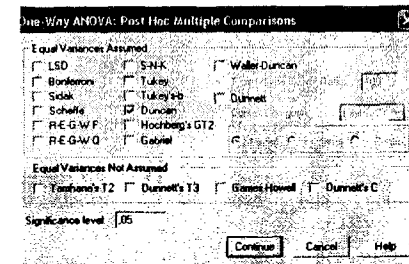 One-Way ANOVA: Post Hoc Multiple Comparisons
Equal Variances Assumed
LSD S-N-K Waller-Duncan
Bonferroni Tukey
Sidak Tukey's-b Dunnett
Scheffe Duncan
R-E-G-W F Hochberg's GT2
R-E-G-W Q Gabriel
Equal Variances Not Assumed
Tamhane's T2 Dunnett's T3 Games-Howell Dunnett's C
Significance level: .05
Continue Cancel Help